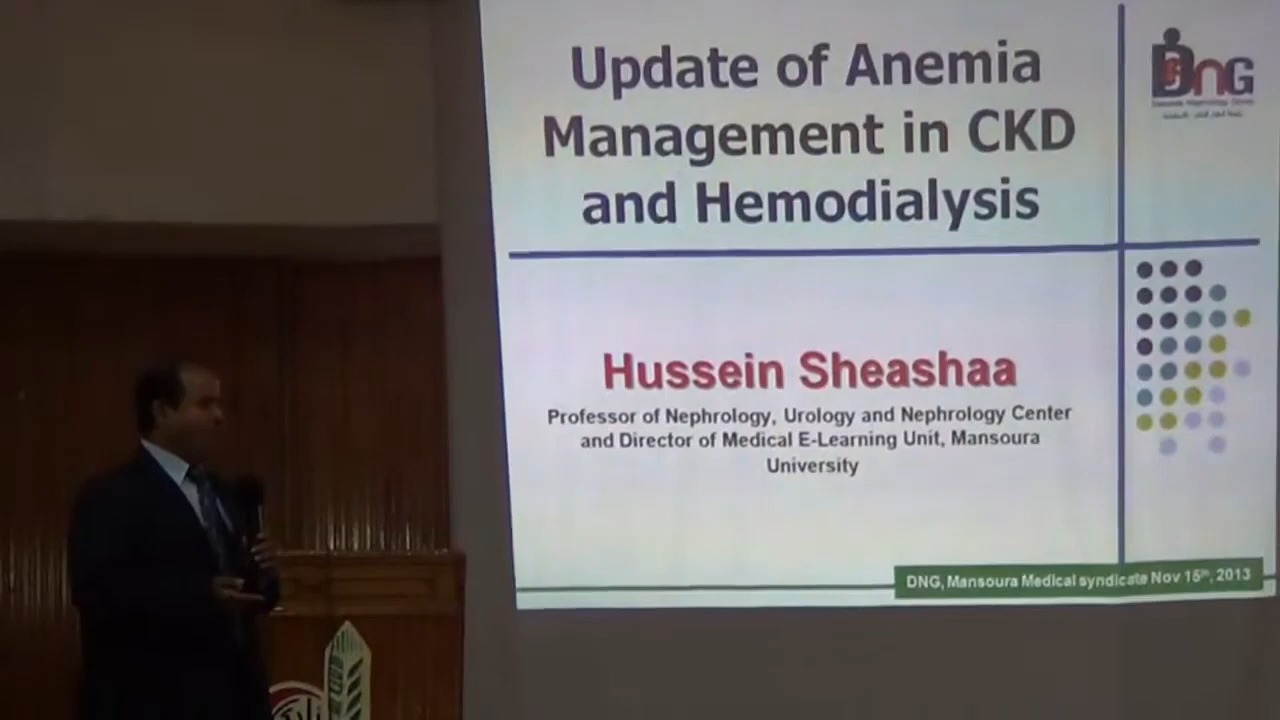 Update of Anemia
Management in CKD
and Hemodialysis
DnG
Hussein Sheashaa
Professor of Nephrology, Urology and Nephrology Center
and Director of Medical E-Learning Unit, Mansoura
University
DNG, Mansoura Medical syndicate Nov 15th, 2013